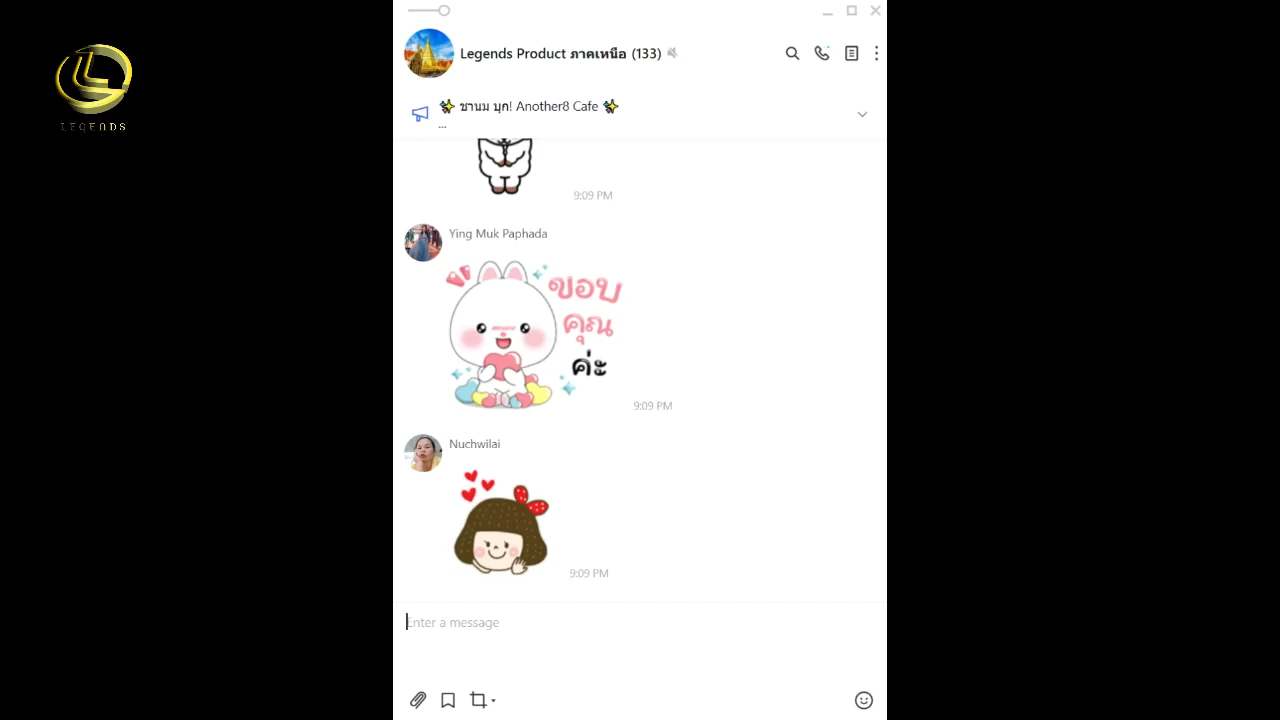 LEGENDS
Legends Product ภาคเหนือ (133)
✨ ชานม บุก! Another8 Cafe ✨
...
9:09 PM
Ying Muk Paphada
ขอบ
คุณ
ค่ะ
9:09 PM
Nuchwilai
9:09 PM
Enter a message